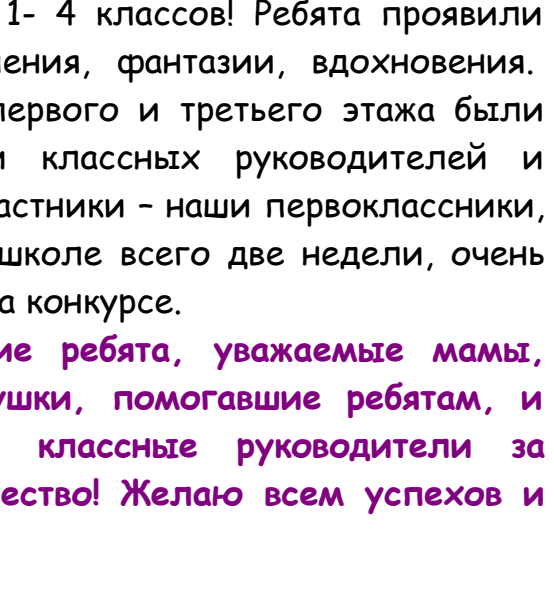 1- 4 классов! Ребята проявили
ения, фантазии, вдохновения.
первого и третьего этажа были
и классных руководителей и
астники – наши первоклассники,
школе всего две недели, очень
а конкурсе.
ие ребята, уважаемые мамы,
ушки, помогавшие ребятам, и
классные руководители за
ество! Желаю всем успехов и